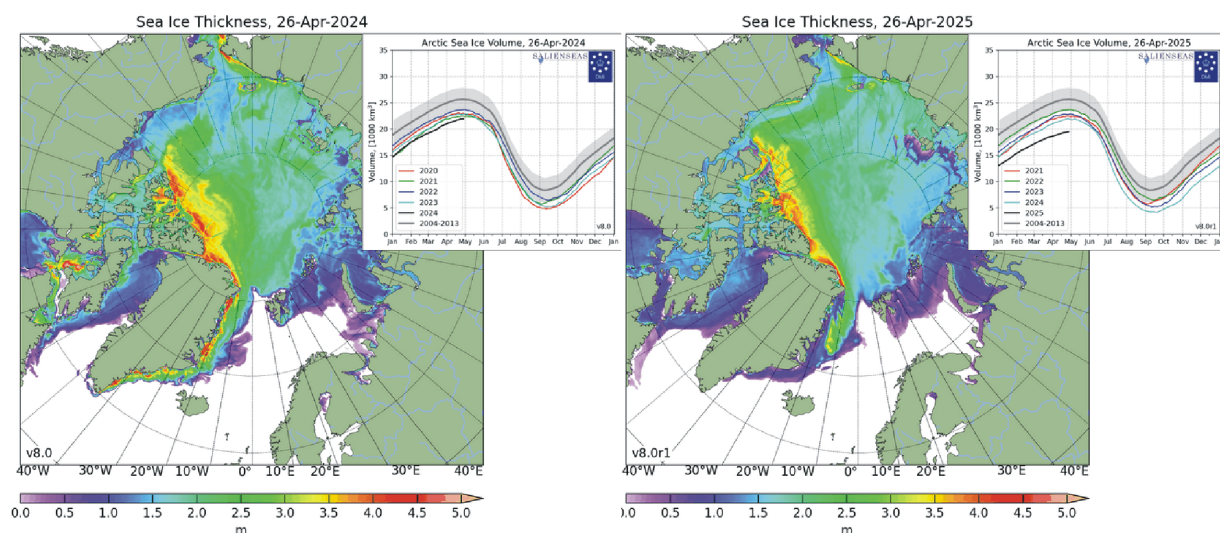 Sea Ice Thickness, 26-Apr-2024
Arctic Sea Ice Volume, 26-Apr-2024
SALIENSEAS
DMI
Volume, [1000 km³]
35
30
25
20
15
10
5
0
2020
2021
2022
2023
2024
2004-2013
v8.0
Jan Feb Mar Apr May Jun Jul Aug Sep Oct Nov Dec Jan
v8.0
40°W 30°W 20°W 10°W 0° 10°E 20°E 30°E 40°E
0.0 0.5 1.0 1.5 2.0 2.5 3.0 3.5 4.0 4.5 5.0
m
Sea Ice Thickness, 26-Apr-2025
Arctic Sea Ice Volume, 26-Apr-2025
SALIENSEAS
DMI
Volume, [1000 km³]
35
30
25
20
15
10
5
0
2021
2022
2023
2024
2025
2004-2013
v8.0r1
Jan Feb Mar Apr May Jun Jul Aug Sep Oct Nov Dec Jan
v8.0r1
40°W 30°W 20°W 10°W 0° 10°E 20°E 30°E 40°E
0.0 0.5 1.0 1.5 2.0 2.5 3.0 3.5 4.0 4.5 5.0
m